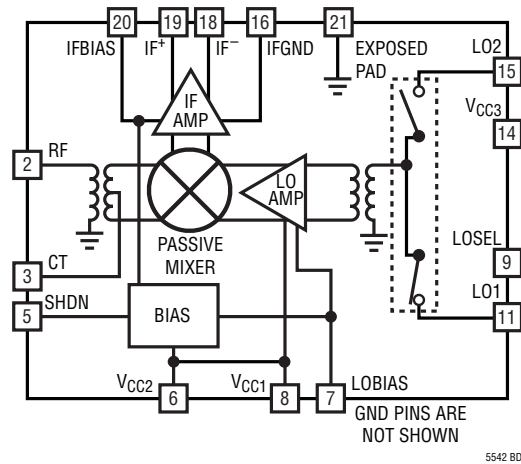 20 19 18 16 21
IFBIAS IF+ IF− IFGND
EXPOSED
PAD
LO2
15
IF
AMP
VCC3
14
2 RF
LO
AMP
PASSIVE
MIXER
LOSEL
9
3 CT
LO1
11
5 SHDN
BIAS
VCC2 VCC1 LOBIAS
6 8 7
GND PINS ARE
NOT SHOWN
5542 BD